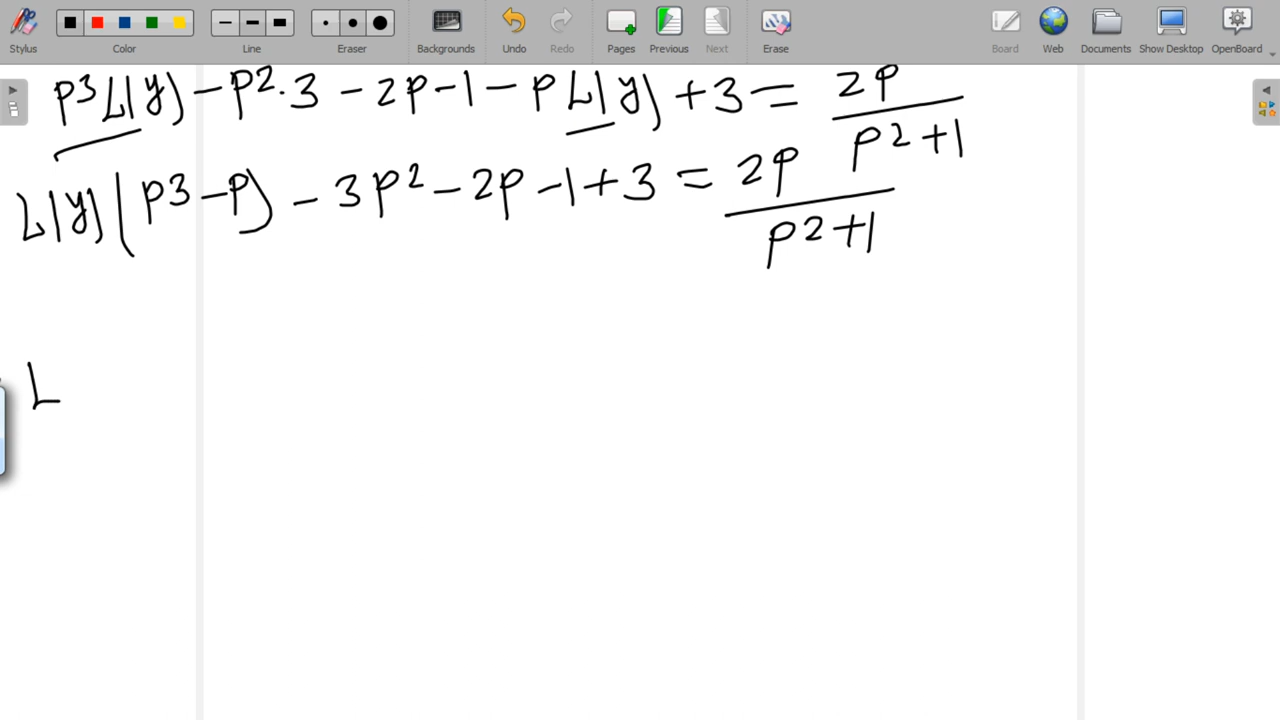 Stylus Color Line Eraser Backgrounds Undo Redo Pages Previous Next Erase Board Web Documents Show Desktop OpenBoard
p3L(y) - p2.3 - 2p - 1 - pL(y) + 3 = 2p/(p2+1)
L(y)(p3 - p) - 3p2 - 2p - 1 + 3 = 2p/(p2+1)
L